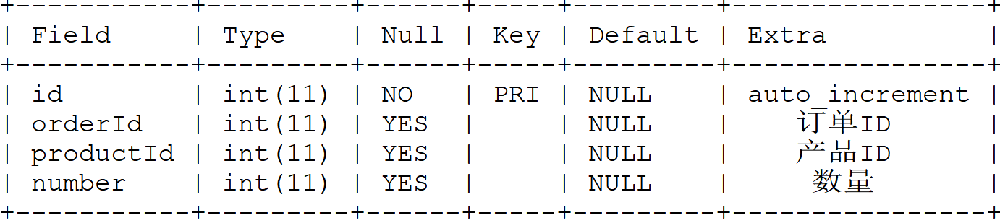 +-----------+---------+------+-----+---------+----------------+
| Field     | Type    | Null | Key | Default | Extra          |
+-----------+---------+------+-----+---------+----------------+
| id        | int(11) | NO   | PRI | NULL    | auto_increment |
| orderId   | int(11) | YES  |     | NULL    | 订单ID |
| productId | int(11) | YES  |     | NULL    | 产品ID |
| number    | int(11) | YES  |     | NULL    | 数量 |
+-----------+---------+------+-----+---------+----------------+